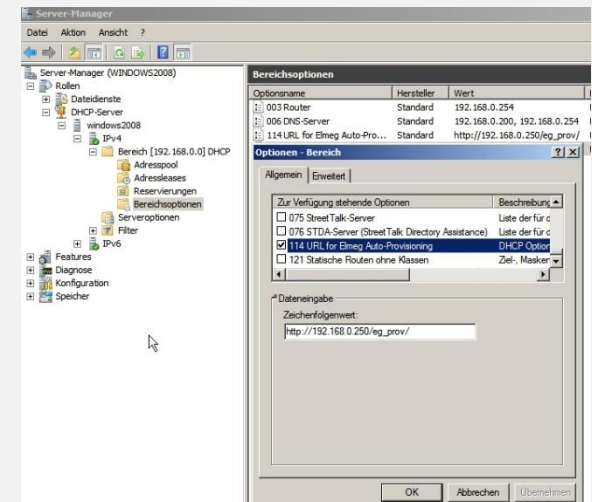 Server-Manager
Datei Aktion Ansicht ?
Server-Manager (WINDOWS2008)
Rollen
Dateidienste
DHCP-Server
windows2008
IPv4
Bereich [192.168.0.0] DHCP
Adresspool
Adressleases
Reservierungen
Bereichsoptionen
Serveroptionen
Filter
IPv6
Features
Diagnose
Konfiguration
Speicher
Bereichsoptionen
Optionsname Hersteller Wert
003 Router Standard 192.168.0.254
006 DNS-Server Standard 192.168.0.200, 192.168.0.254
114 URL for Elmeg Auto-Pro... Standard http://192.168.0.250/eg_prov/
Optionen - Bereich
Allgemein Erweitert
Zur Verfügung stehende Optionen Beschreibung
075 StreetTalk-Server Liste der für d
076 STDA-Server (StreetTalk Directory Assistance) Liste der für d
114 URL for Elmeg Auto-Provisioning DHCP Option
121 Statische Routen ohne Klassen Ziel-, Masken
Dateneingabe
Zeichenfolgenwert:
http://192.168.0.250/eg_prov/
OK Abbrechen Übernehmen